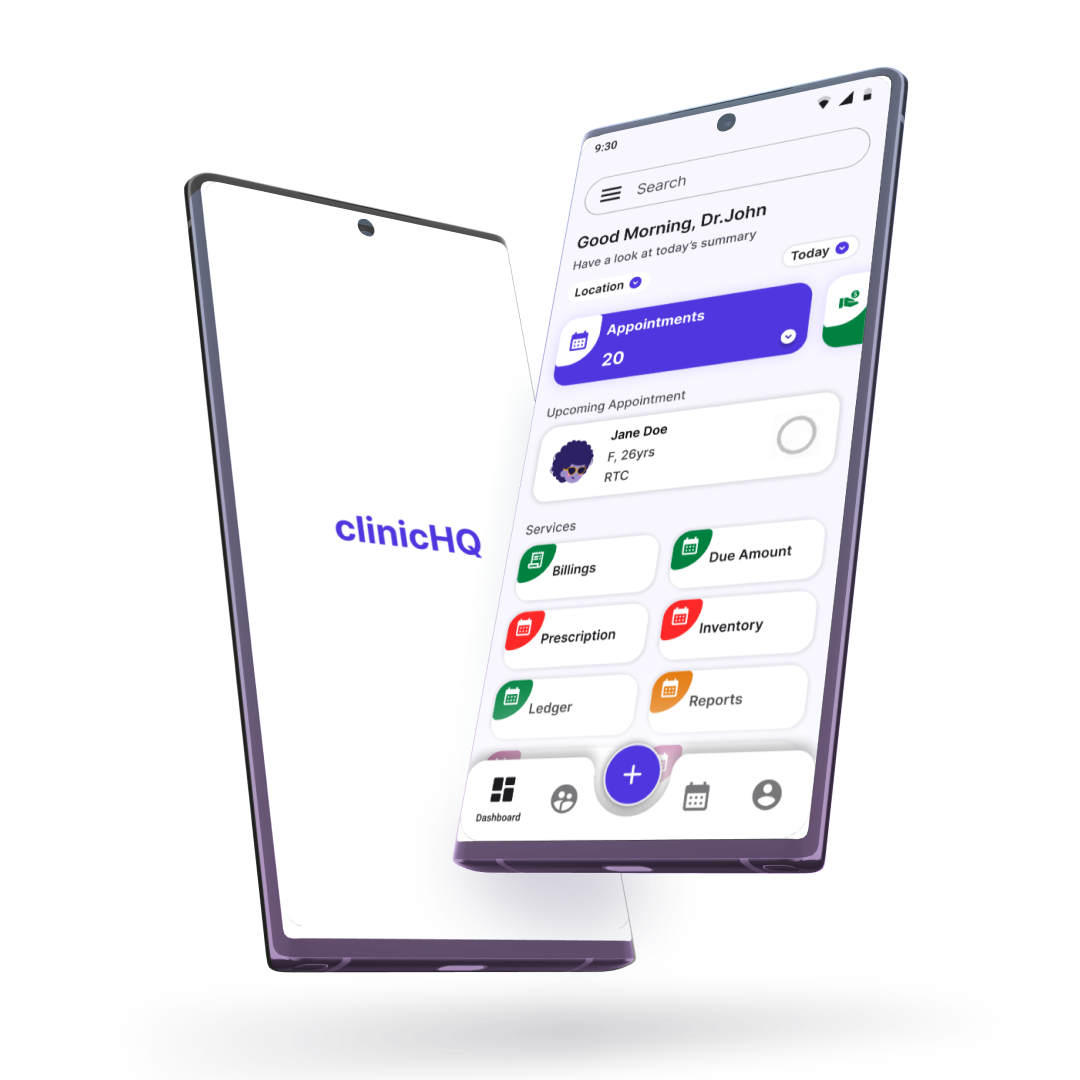 clinicHQ
9:30
Search
Good Morning, Dr.John
Have a look at today's summary
Location
Today
Appointments
20
Upcoming Appointment
Jane Doe
F, 26yrs
RTC
Services
Billings
Due Amount
Prescription
Inventory
Ledger
Reports
Dashboard